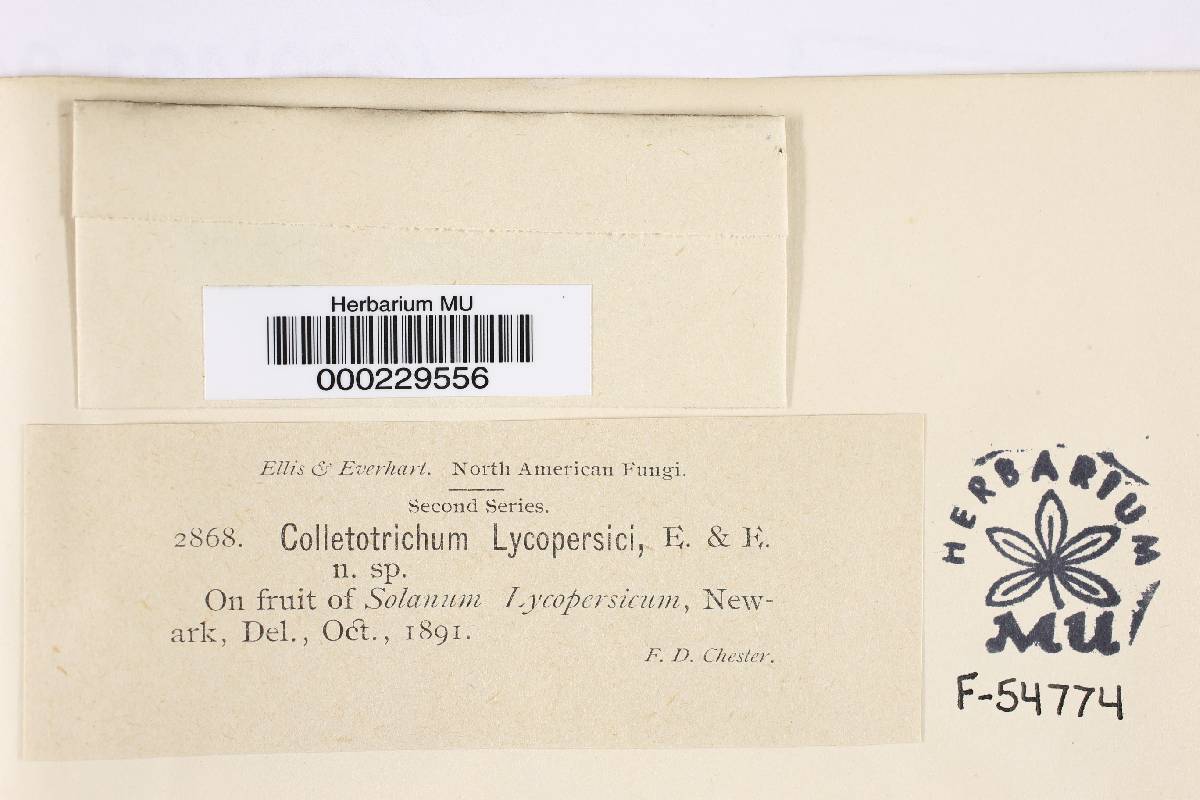 Herbarium MU
000229556
Ellis & Everhart. North American Fungi.
Second Series.
2868. Colletotrichum Lycopersici, E. & E.
n. sp.
On fruit of Solanum Lycopersicum, New-
ark, Del., Oct., 1891.
F. D. Chester.
HERBARIUM
MU
F-54774